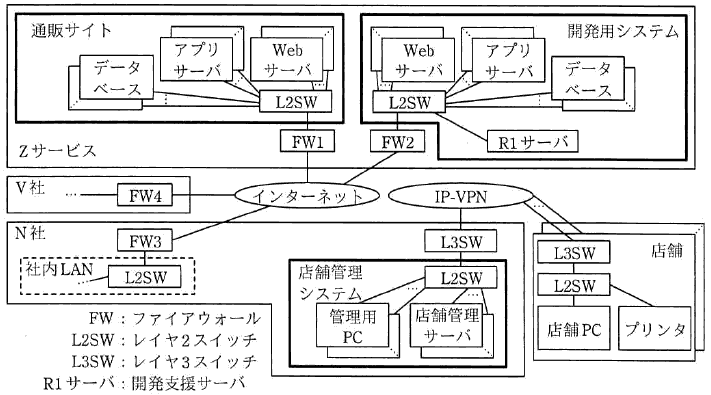 通販サイト
データ
ベース
アプリ
サーバ
Web
サーバ
L2SW
FW1
Zサービス
開発用システム
Web
サーバ
アプリ
サーバ
データ
ベース
L2SW
R1サーバ
FW2
V社
FW4
インターネット
IP-VPN
N社
FW3
社内LAN
L2SW
L3SW
店舗管理
システム
L2SW
管理用
PC
店舗管理
サーバ
店舗
L3SW
L2SW
店舗PC
プリンタ
FW：ファイアウォール
L2SW：レイヤ2スイッチ
L3SW：レイヤ3スイッチ
R1サーバ：開発支援サーバ